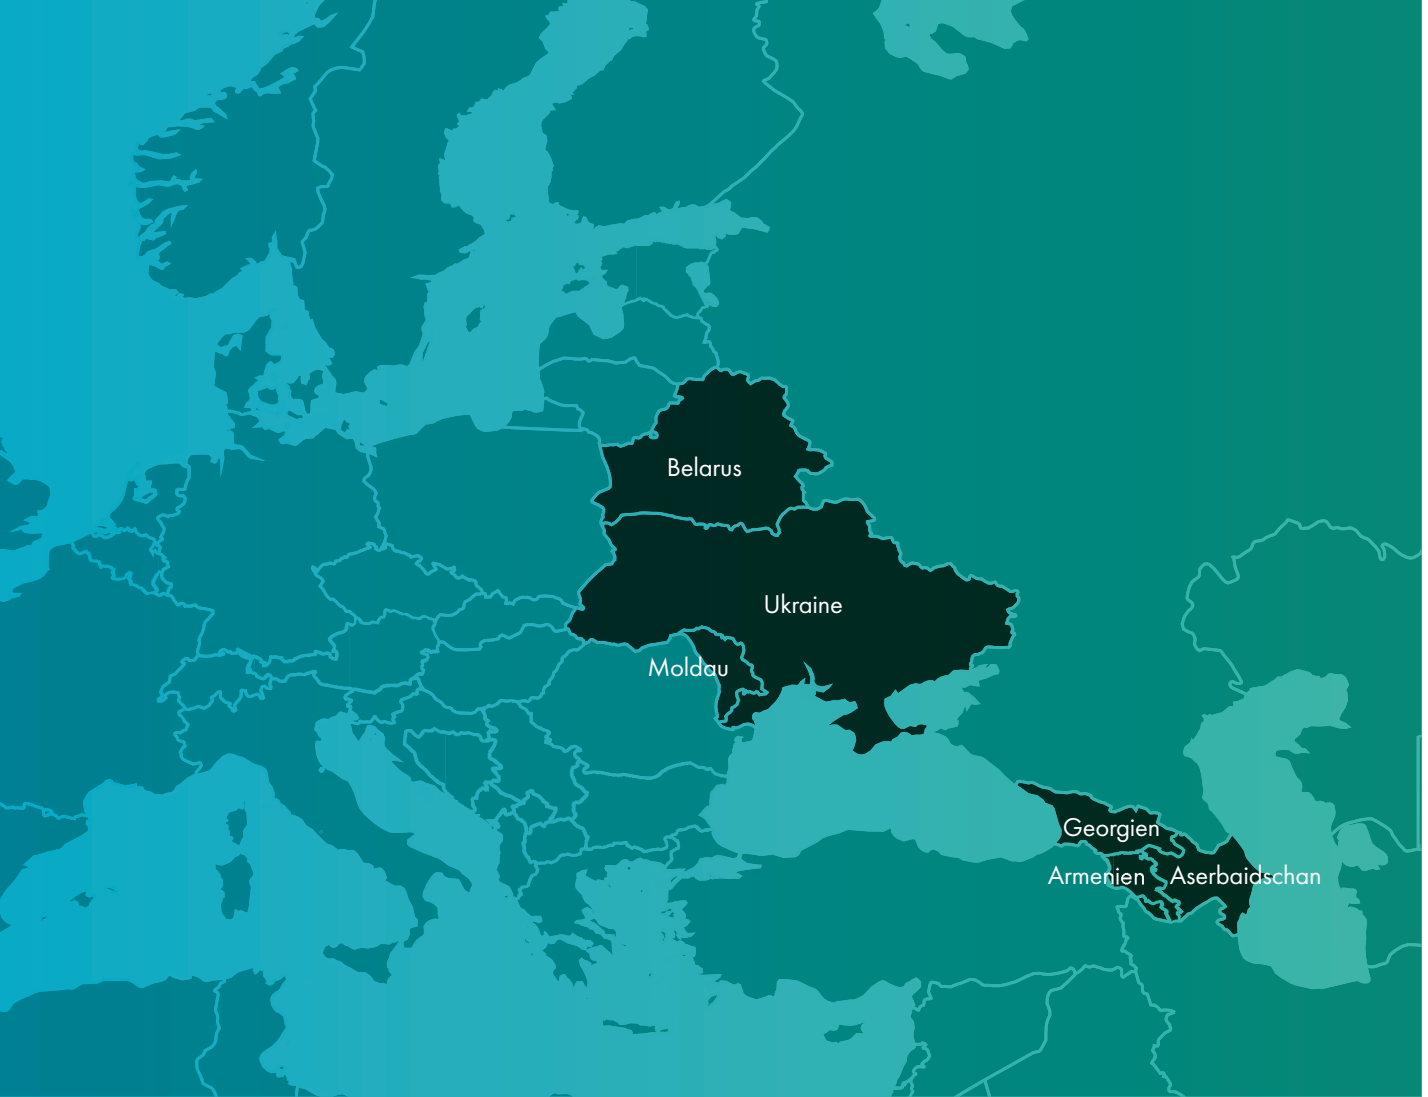 Belarus
Ukraine
Moldau
Georgien
Armenien
Aserbaidschan